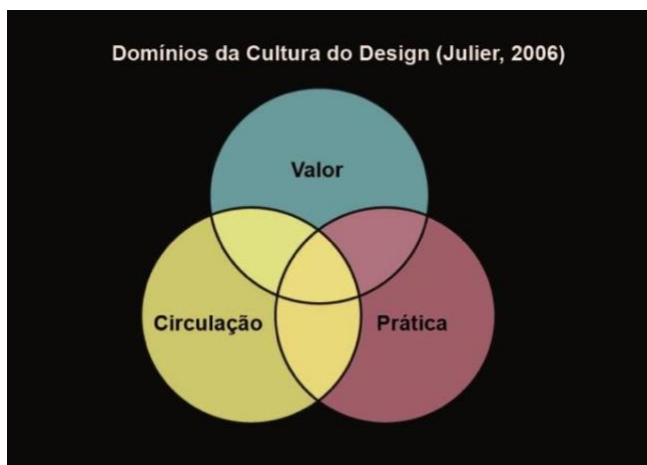 Domínios da Cultura do Design (Julier, 2006)
Valor
Circulação
Prática